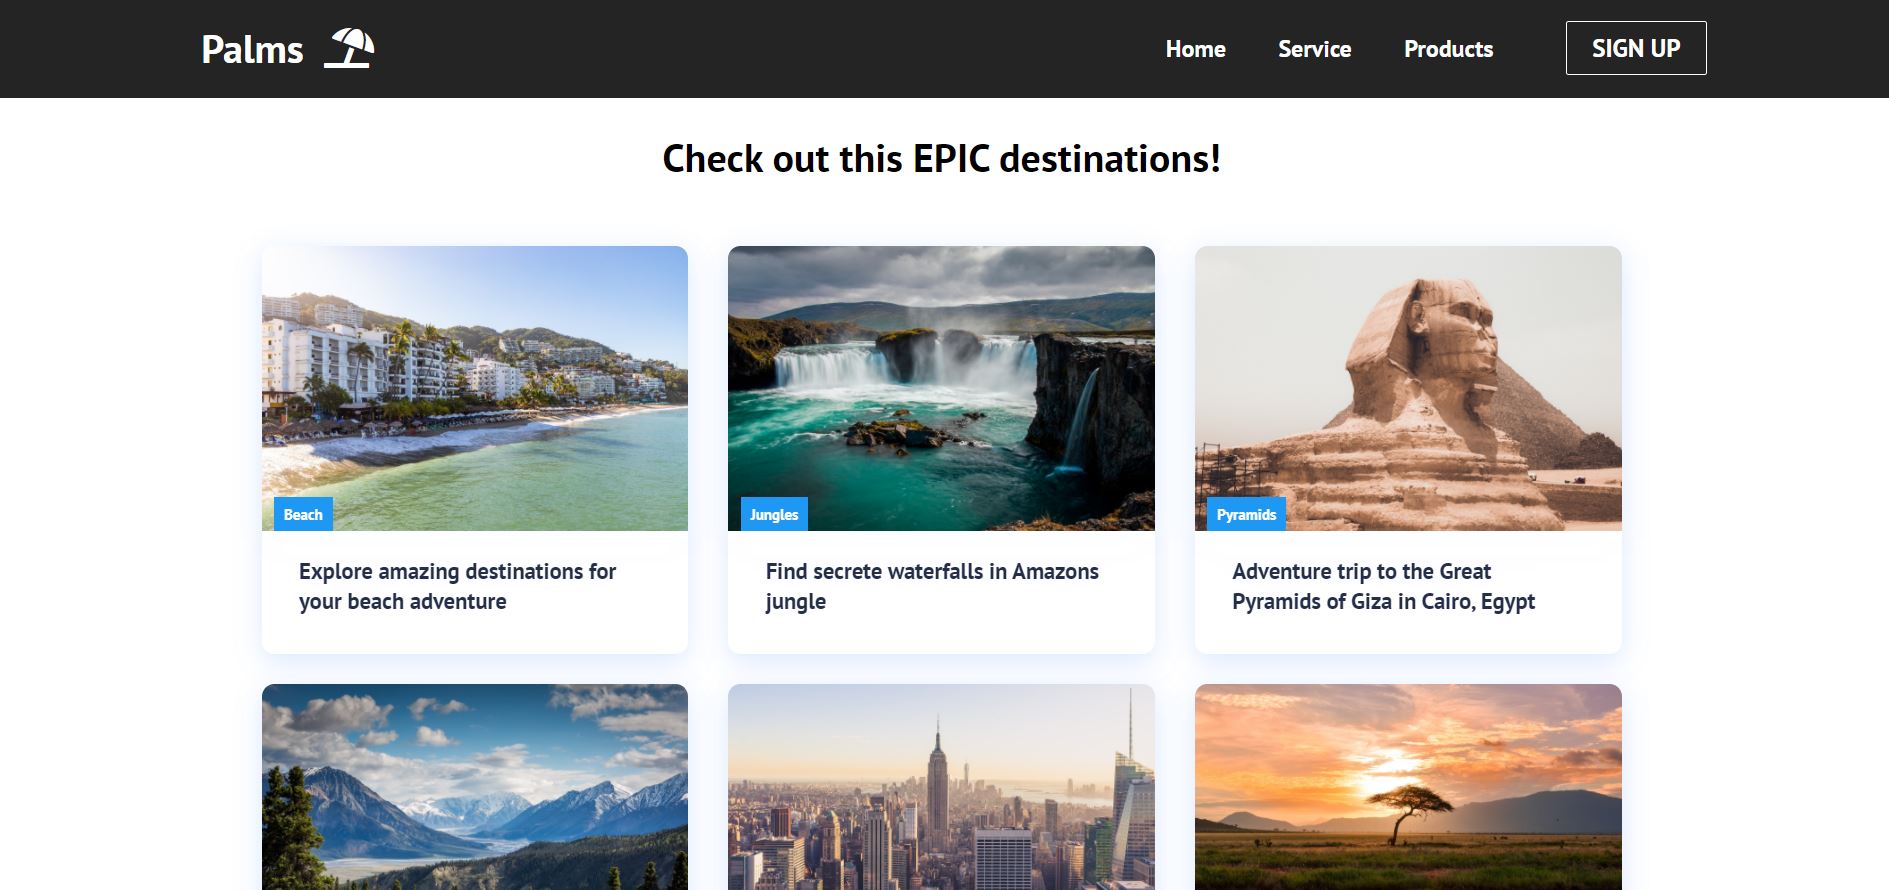 Palms
Home Service Products SIGN UP
Check out this EPIC destinations!
Beach
Jungles
Pyramids
Explore amazing destinations for
your beach adventure
Find secrete waterfalls in Amazons
jungle
Adventure trip to the Great
Pyramids of Giza in Cairo, Egypt